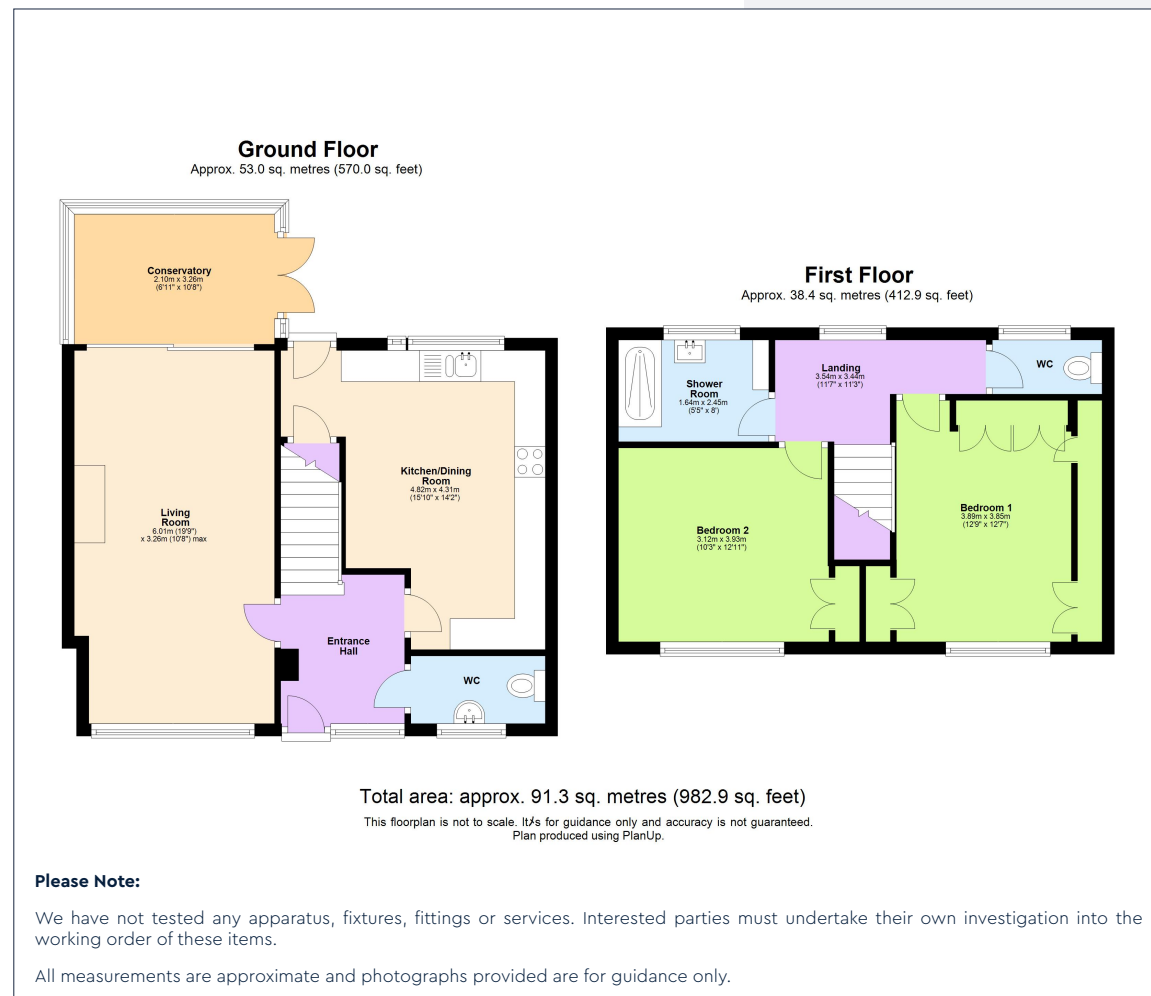 Ground Floor
Approx. 53.0 sq. metres (570.0 sq. feet)
Conservatory
2.10m x 3.26m
(6'11" x 10'8")
First Floor
Approx. 38.4 sq. metres (412.9 sq. feet)
Landing
3.54m x 3.44m
(11'7" x 11'3")
WC
Shower
Room
1.64m x 2.45m
(5'5" x 8')
Kitchen/Dining
Room
4.82m x 4.31m
(15'10" x 14'2")
Living
Room
6.01m (19'9")
x 3.26m (10'8") max
Bedroom 1
3.89m x 3.85m
(12'9" x 12'7")
Bedroom 2
3.12m x 3.93m
(10'3" x 12'11")
Entrance
Hall
WC
Total area: approx. 91.3 sq. metres (982.9 sq. feet)
This floorplan is not to scale. It's for guidance only and accuracy is not guaranteed.
Plan produced using PlanUp.
Please Note:
We have not tested any apparatus, fixtures, fittings or services. Interested parties must undertake their own investigation into the
working order of these items.
All measurements are approximate and photographs provided are for guidance only.